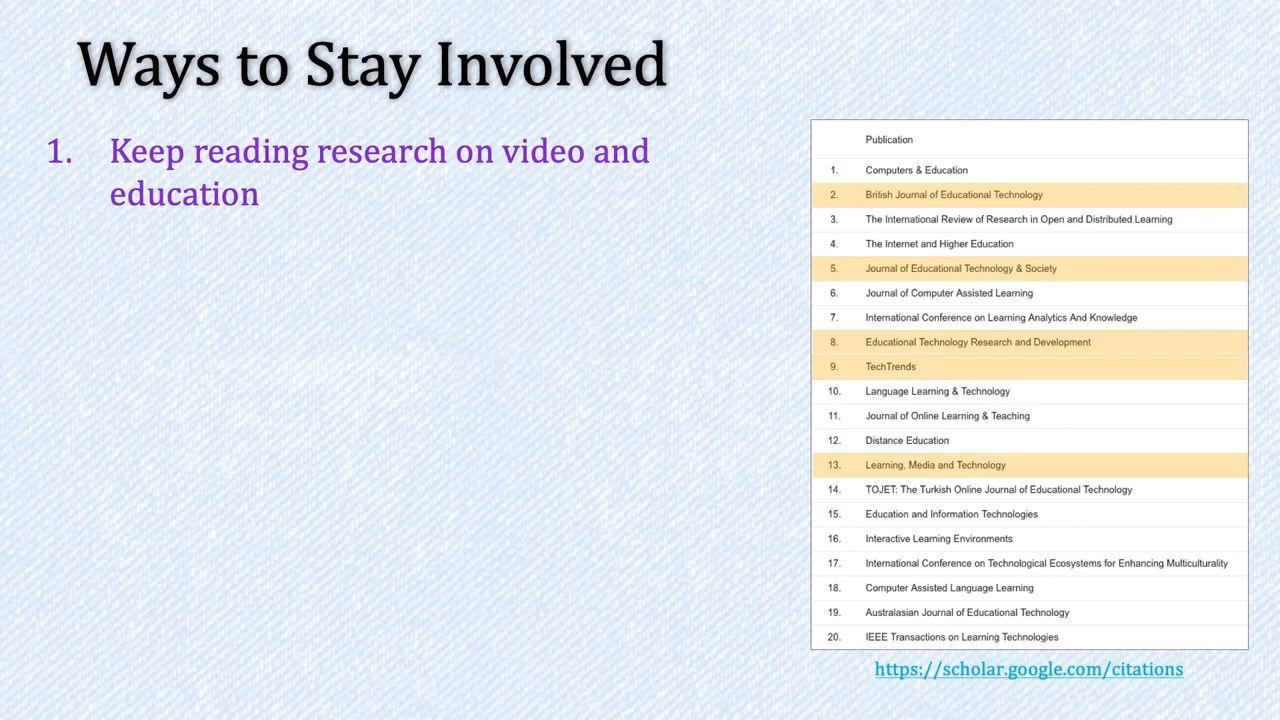 Ways to Stay Involved
1. Keep reading research on video and
education
Publication
1. Computers & Education
2. British Journal of Educational Technology
3. The International Review of Research in Open and Distributed Learning
4. The Internet and Higher Education
5. Journal of Educational Technology & Society
6. Journal of Computer Assisted Learning
7. International Conference on Learning Analytics And Knowledge
8. Educational Technology Research and Development
9. TechTrends
10. Language Learning & Technology
11. Journal of Online Learning & Teaching
12. Distance Education
13. Learning, Media and Technology
14. TOJET: The Turkish Online Journal of Educational Technology
15. Education and Information Technologies
16. Interactive Learning Environments
17. International Conference on Technological Ecosystems for Enhancing Multiculturality
18. Computer Assisted Language Learning
19. Australasian Journal of Educational Technology
20. IEEE Transactions on Learning Technologies
https://scholar.google.com/citations